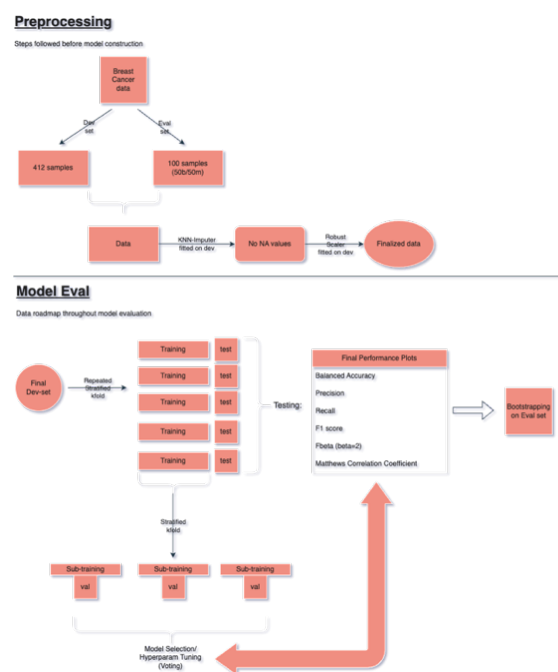 Preprocessing
Steps followed before model construction
Breast
Cancer
data
Dev
set
Eval
set
412 samples
100 samples
(50b/50m)
Data
KNN-Imputer
fitted on dev
No NA values
Robust
Scaler
fitted on dev
Finalized data
Model Eval
Data roadmap throughout model evaluation
Final
Dev-set
Repeated
Stratified
kfold
Training
test
Training
test
Training
test
Training
test
Training
test
Testing:
Final Performance Plots
Balanced Accuracy
Precision
Recall
F1 score
Fbeta (beta=2)
Matthews Correlation Coefficient
Bootstrapping
on Eval set
Stratified
kfold
Sub-training
val
Sub-training
val
Sub-training
val
Model Selection/
Hyperparam Tuning
(Voting)